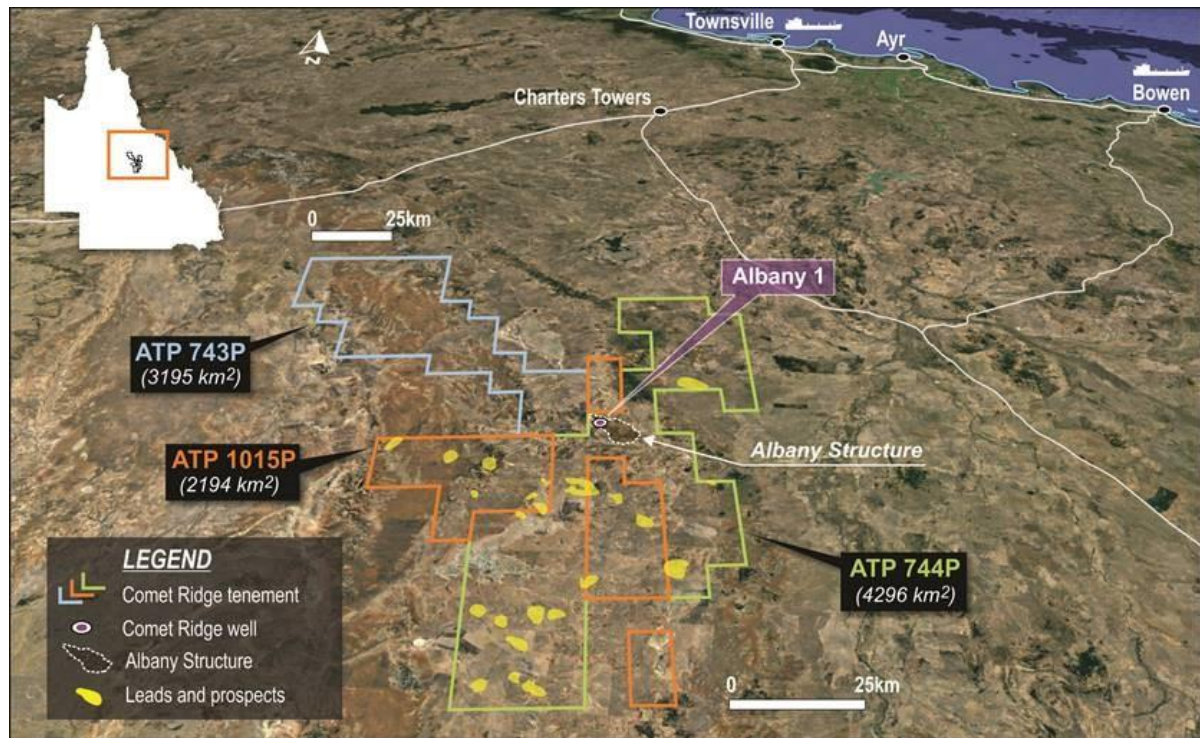 Townsville
Ayr
Bowen
Charters Towers
N
0 25km
Albany 1
ATP 743P
(3195 km²)
Albany Structure
ATP 1015P
(2194 km²)
ATP 744P
(4296 km²)
LEGEND
Comet Ridge tenement
Comet Ridge well
Albany Structure
Leads and prospects
0 25km